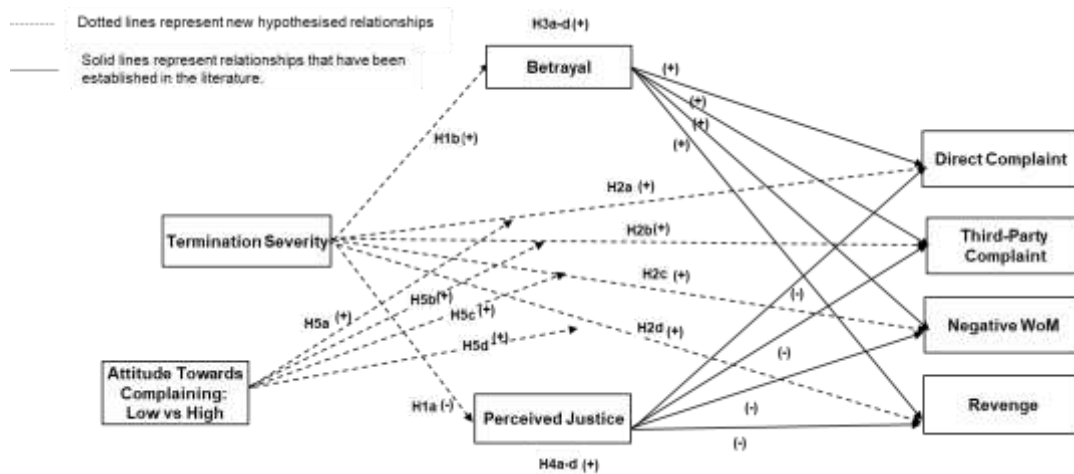 Dotted lines represent new hypothesised relationships
Solid lines represent relationships that have been
established in the literature.
H3a-d (+)
Betrayal
(+)
(+)
(+)
(+)
H1b (+)
H2a (+)
Direct Complaint
Termination Severity
H2b(+)
Third-Party
Complaint
H2c (+)
H5a (+)
H5b(+)
H5c(+)
H5d (+)
H2d (+)
(-)
Negative WoM
(-)
Attitude Towards
Complaining:
Low vs High
H1a (-)
Perceived Justice
(-)
(-)
Revenge
H4a-d (+)